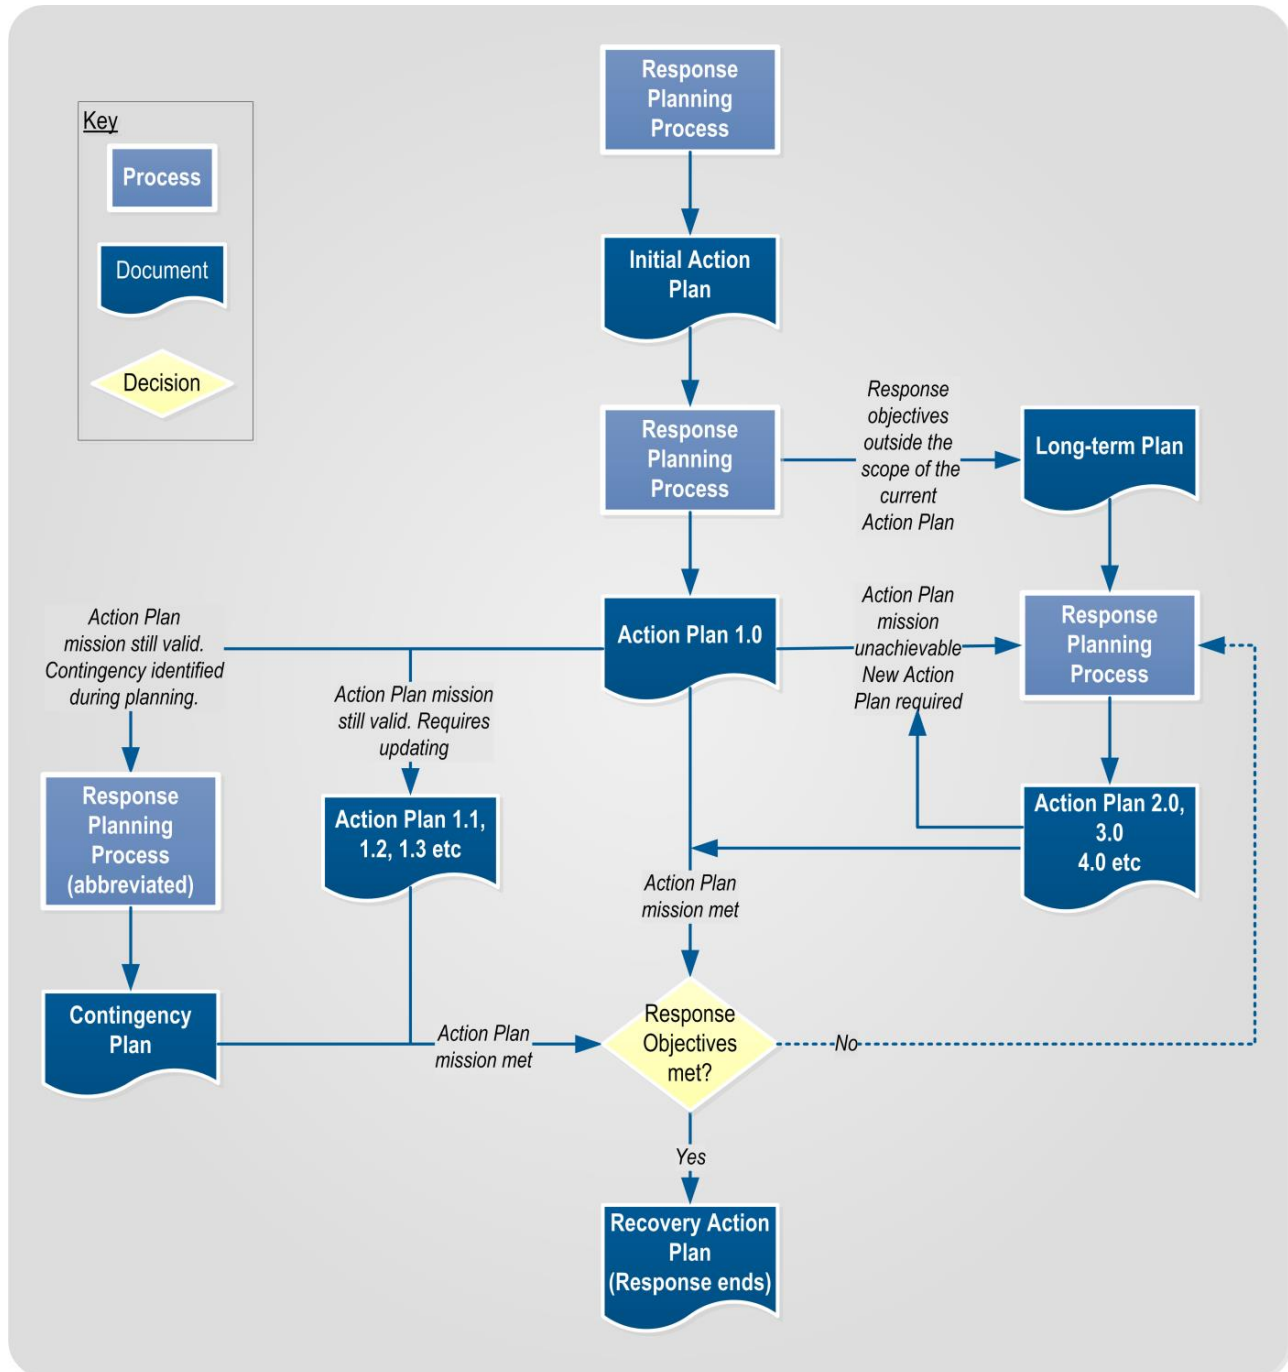 Response
Planning
Process
Key
Process
Document
Decision
Initial Action
Plan
Response
Planning
Process
Response
objectives
outside the
scope of the
current
Action Plan
Long-term Plan
Action Plan
mission still valid.
Contingency identified
during planning.
Action Plan mission
still valid. Requires
updating
Action Plan 1.0
Action Plan
mission
unachievable
New Action
Plan required
Response
Planning
Process
Response
Planning
Process
(abbreviated)
Action Plan 1.1,
1.2, 1.3 etc
Action Plan 2.0,
3.0
4.0 etc
Action Plan
mission met
Contingency
Plan
Action Plan
mission met
Response
Objectives
met?
No
Yes
Recovery Action
Plan
(Response ends)